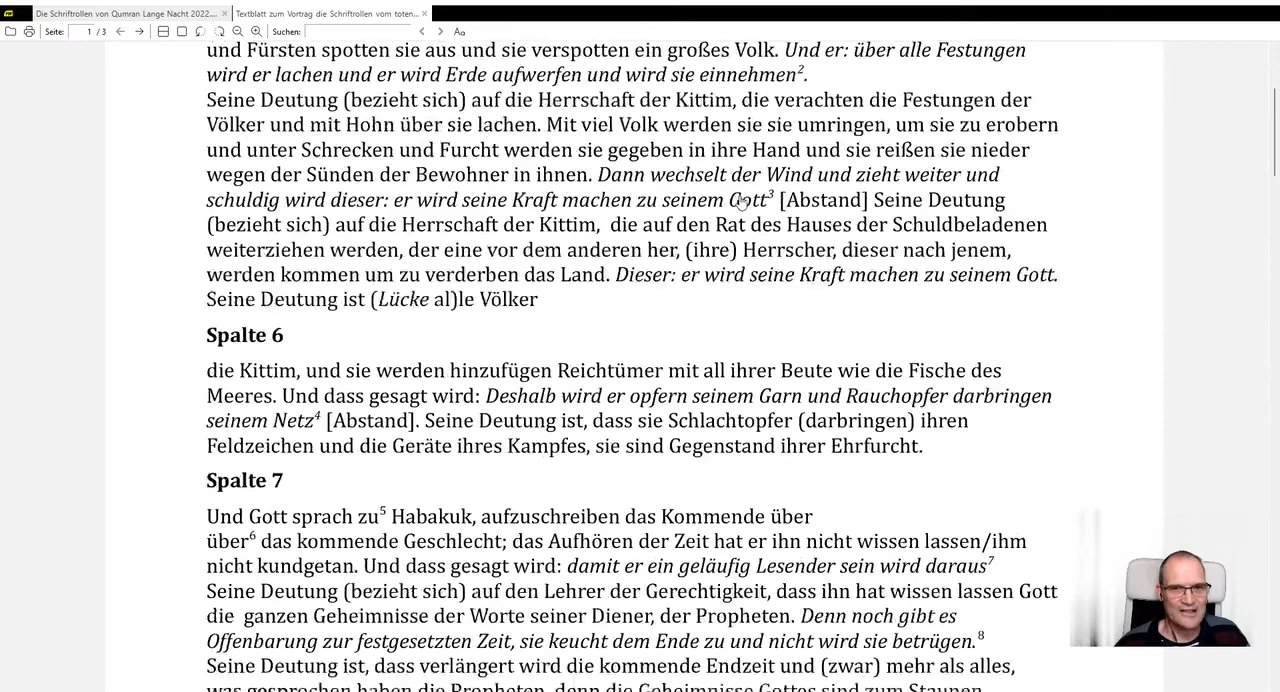 Die Schriftrollen von Qumran Lange Nacht 2022.... × Textblatt zum Vortrag die Schriftrollen vom toten... ×
Seite: 1 / 3 Suchen: Aa
und Fürsten spotten sie aus und sie verspotten ein großes Volk. Und er: über alle Festungen
wird er lachen und er wird Erde aufwerfen und wird sie einnehmen².
Seine Deutung (bezieht sich) auf die Herrschaft der Kittim, die verachten die Festungen der
Völker und mit Hohn über sie lachen. Mit viel Volk werden sie sie umringen, um sie zu erobern
und unter Schrecken und Furcht werden sie gegeben in ihre Hand und sie reißen sie nieder
wegen der Sünden der Bewohner in ihnen. Dann wechselt der Wind und zieht weiter und
schuldig wird dieser: er wird seine Kraft machen zu seinem Gott³ [Abstand] Seine Deutung
(bezieht sich) auf die Herrschaft der Kittim, die auf den Rat des Hauses der Schuldbeladenen
weiterziehen werden, der eine vor dem anderen her, (ihre) Herrscher, dieser nach jenem,
werden kommen um zu verderben das Land. Dieser: er wird seine Kraft machen zu seinem Gott.
Seine Deutung ist (Lücke al)le Völker
Spalte 6
die Kittim, und sie werden hinzufügen Reichtümer mit all ihrer Beute wie die Fische des
Meeres. Und dass gesagt wird: Deshalb wird er opfern seinem Garn und Rauchopfer darbringen
seinem Netz⁴ [Abstand]. Seine Deutung ist, dass sie Schlachtopfer (darbringen) ihren
Feldzeichen und die Geräte ihres Kampfes, sie sind Gegenstand ihrer Ehrfurcht.
Spalte 7
Und Gott sprach zu⁵ Habakuk, aufzuschreiben das Kommende über
über⁶ das kommende Geschlecht; das Aufhören der Zeit hat er ihn nicht wissen lassen/ihm
nicht kundgetan. Und dass gesagt wird: damit er ein geläufig Lesender sein wird daraus⁷
Seine Deutung (bezieht sich) auf den Lehrer der Gerechtigkeit, dass ihn hat wissen lassen Gott
die ganzen Geheimnisse der Worte seiner Diener, der Propheten. Denn noch gibt es
Offenbarung zur festgesetzten Zeit, sie keucht dem Ende zu und nicht wird sie betrügen.⁸
Seine Deutung ist, dass verlängert wird die kommende Endzeit und (zwar) mehr als alles,
was gesprochen haben die Propheten, denn die Geheimnisse Gottes sind zum Staunen